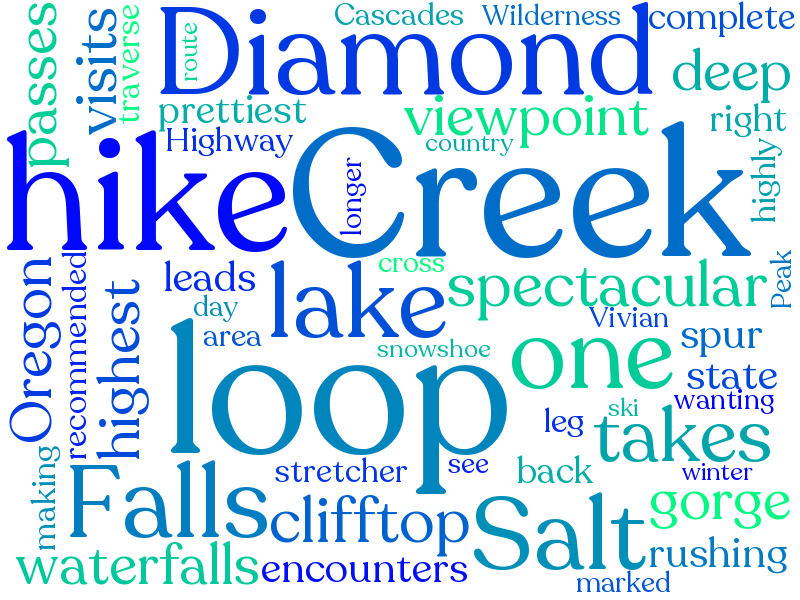 passes
visits
traverse
route
Diamond
Cascades
Wilderness
complete
deep
prettiest
viewpoint
right
Highway
country
highly
hike
Creek
longer
cross
Peak
Oregon
recommended
highest
leads
lake
spectacular
day
area
Vivian
spur
snowshoe
one
state
loop
wanting
ski
leg
takes
making
Falls
stretcher
see
back
winter
clifftop
Salt
gorge
waterfalls
encounters
rushing
marked